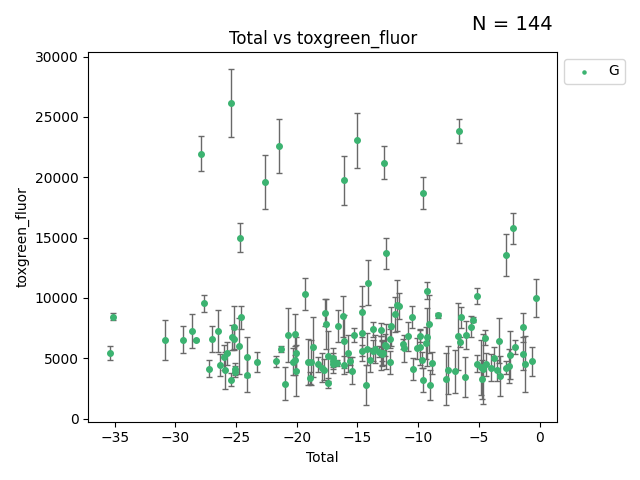 N = 144
Total vs toxgreen_fluor
G
30000
25000
20000
15000
10000
5000
0
toxgreen_fluor
−35 −30 −25 −20 −15 −10 −5 0
Total